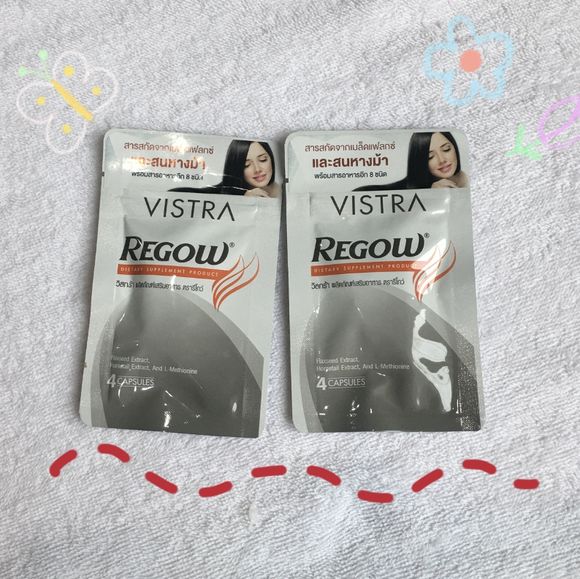 สารสกัดจากเมล็ดแฟลกซ์
และสนหางม้า
พร้อมสารอาหารอีก 8 ชนิด
VISTRA
REGOW®
DIETARY SUPPLEMENT PRODUCT
วิสทร้า ผลิตภัณฑ์เสริมอาหาร ตรารีโกว์
Flaxseed Extract,
Horsetail Extract, And L-Methionine
4 CAPSULES
สารสกัดจากเมล็ดแฟลกซ์
และสนหางม้า
พร้อมสารอาหารอีก 8 ชนิด
VISTRA
REGOW®
DIETARY SUPPLEMENT PRODUCT
วิสทร้า ผลิตภัณฑ์เสริมอาหาร ตรารีโกว์
Flaxseed Extract,
Horsetail Extract, And L-Methionine
4 CAPSULES